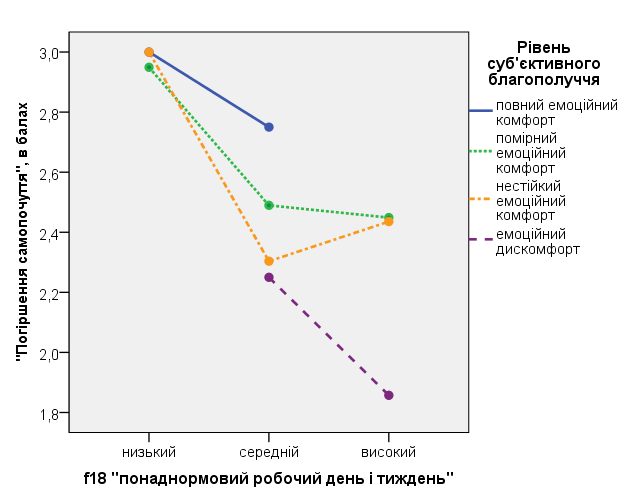 Рівень
суб'єктивного
благополуччя
повний емоційний
комфорт
помірний
емоційний
комфорт
нестійкий
емоційний
комфорт
емоційний
дискомфорт
"Погіршення самопочуття", в балах
3,0
2,8
2,6
2,4
2,2
2,0
1,8
низький середній високий
f18 "понаднормовий робочий день і тиждень"